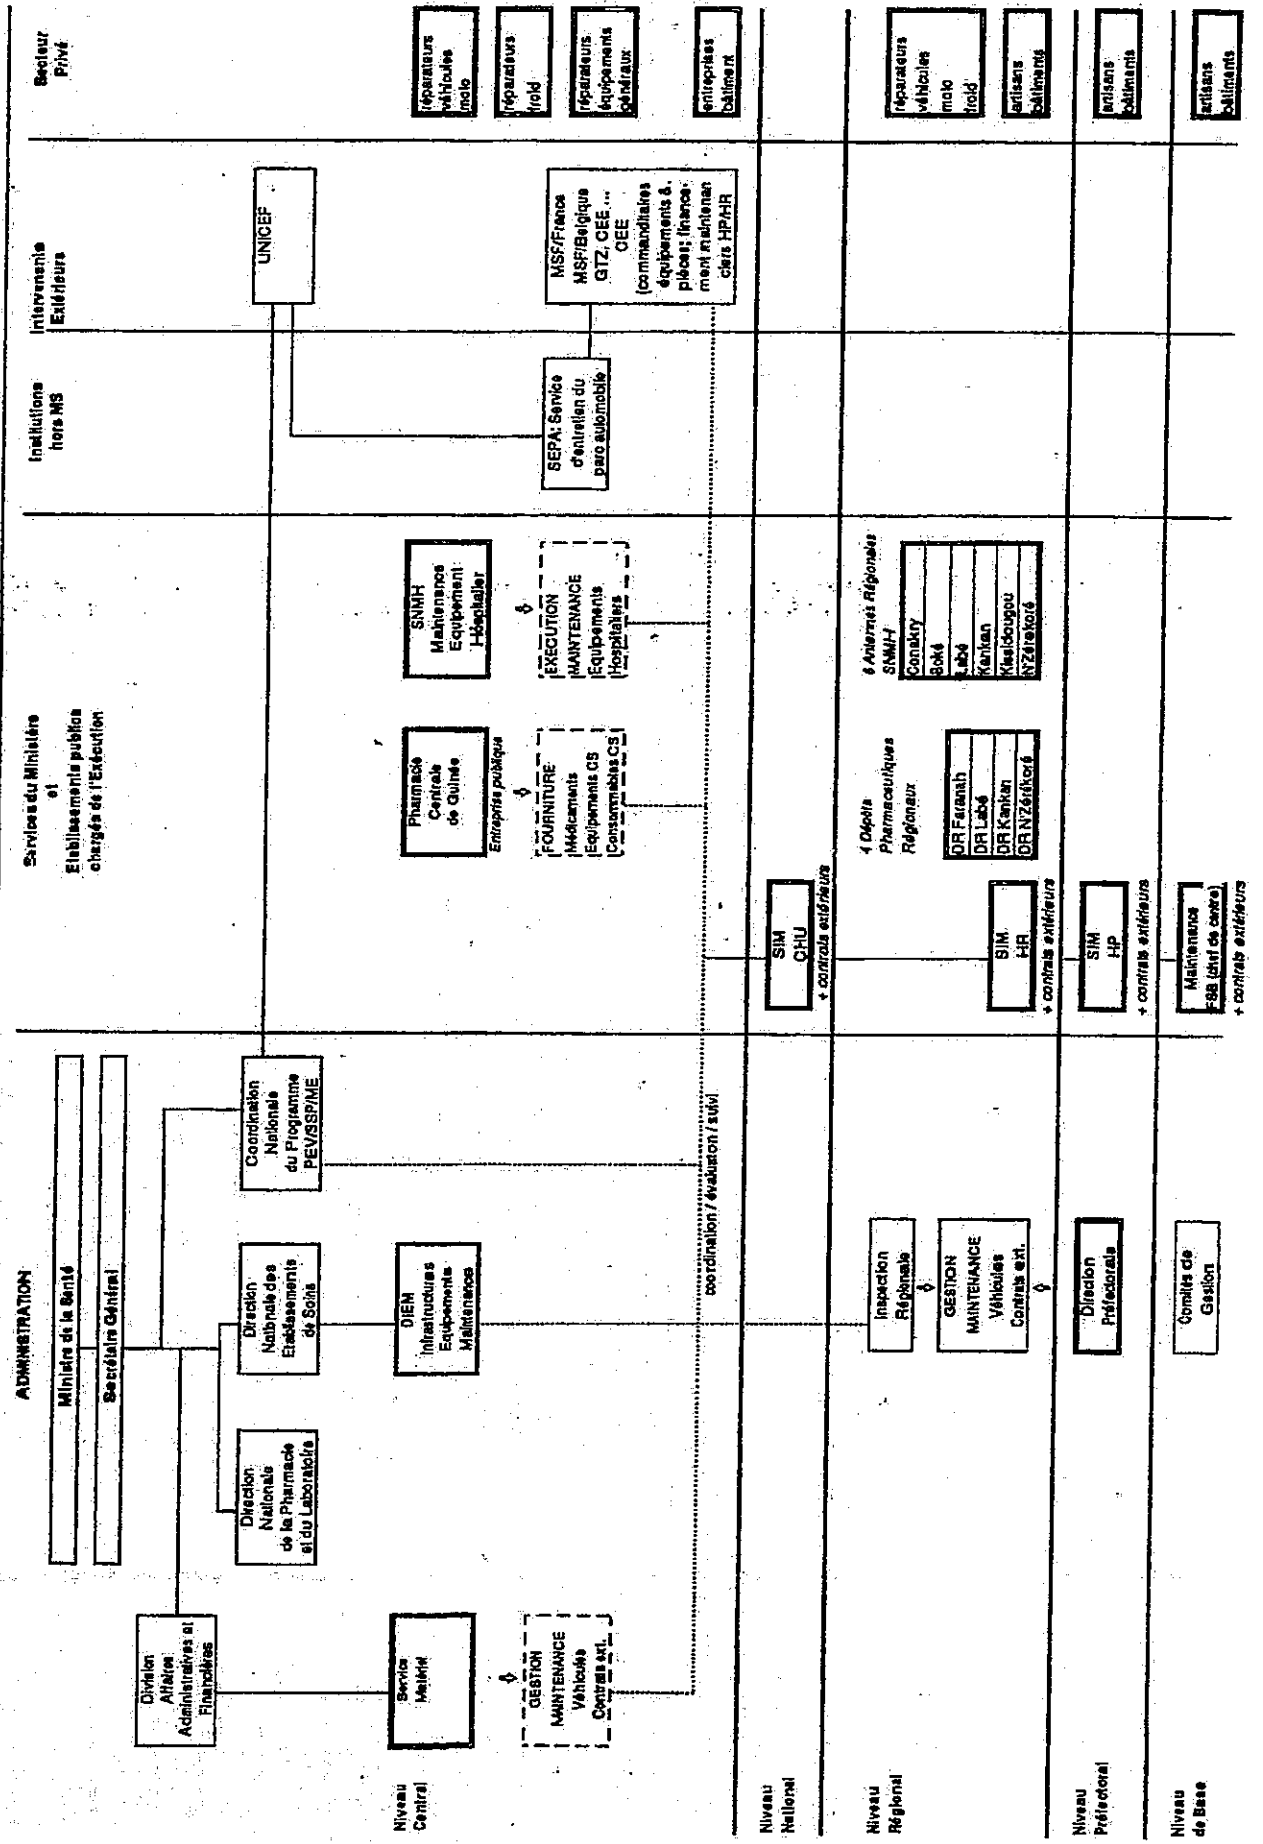 ADMINISTRATION
Services du Ministère
et
Etablissements publics
chargés de l'Exécution
Institutions
hors MS
Intervenants
Extérieurs
Secteur
Privé
Ministre de la Santé
Secrétaire Général
Division
Affaires
Administratives et
Financières
Direction
Nationale
de la Pharmacie
et du Laboratoire
Direction
Nationale des
Etablissements
de Soins
Coordination
Nationale
du Programme
PEV/SSP/ME
UNICEF
Niveau
Central
Service
Matériel
DIEM
Infrastructures
Equipements
Maintenance
Pharmacie
Centrale
de Guinée
Entreprise publique
SNMH
Maintenance
Equipement
Hospitalier
réparateurs
véhicules
moto
réparateurs
froid
GESTION
MAINTENANCE
Véhicules
Contrats ext.
FOURNITURE
Médicaments
Equipements CS
Consommables CS
EXECUTION
MAINTENANCE
Equipements
Hospitaliers
SEPA: Service
d'entretien du
parc automobile
MSF/France
MSF/Belgique
GTZ, CEE ...
CEE
(commanditaires
équipements &
pièces; finance-
ment maintenan
ciers HP/HR
réparateurs
équipements
généraux
entreprises
bâtiment
coordination / évaluation / suivi
Niveau
National
SIM
CHU
+ contrats extérieurs
Niveau
Régional
Inspection
Régionale
GESTION
MAINTENANCE
Véhicules
Contrats ext.
SIM
HR
+ contrats extérieurs
4 Dépôts
Pharmaceutiques
Régionaux
DR Faranah
DR Labé
DR Kankan
DR N'Zérékoré
6 Antennes Régionales
SNMH
Conakry
Boké
Labé
Kankan
Kissidougou
N'Zérekoré
réparateurs
véhicules
moto
froid
artisans
bâtiments
Niveau
Préfectoral
Direction
Préfectorale
SIM
HP
+ contrats extérieurs
artisans
bâtiments
Niveau
de Base
Comités de
Gestion
Maintenance
FSB (chef de centre)
+ contrats extérieurs
artisans
bâtiments